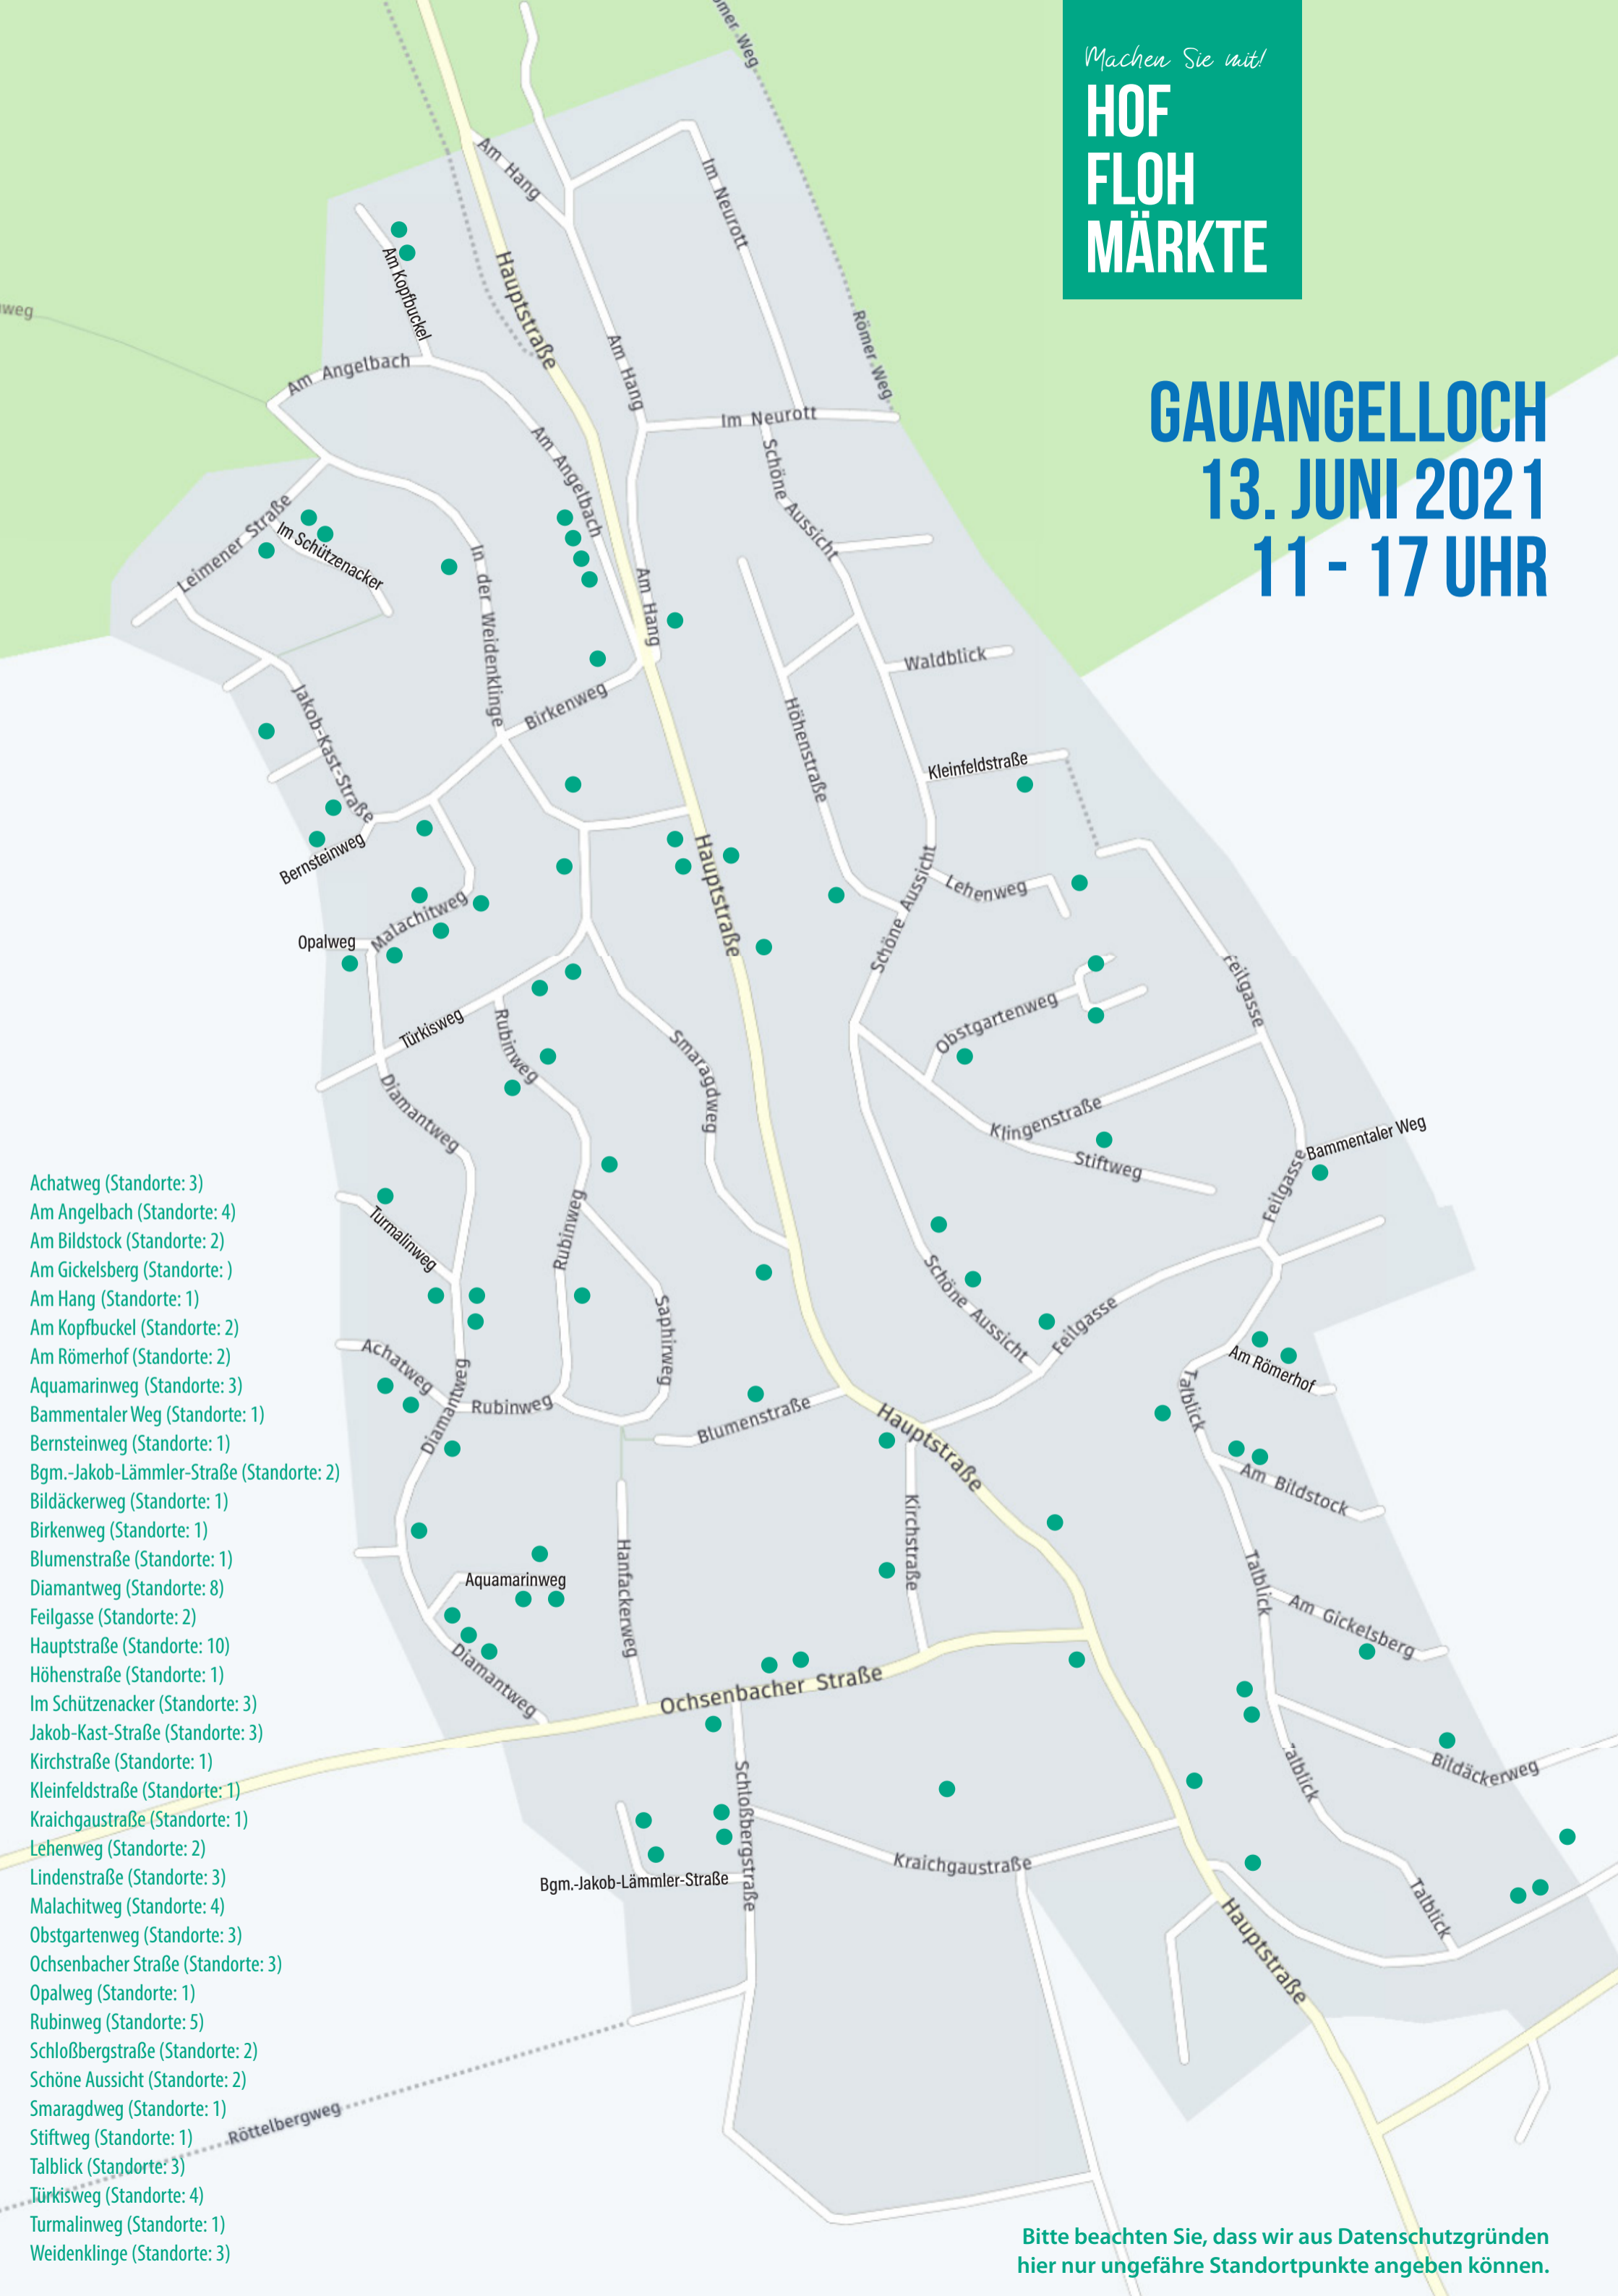 Machen Sie mit!
HOF
FLOH
MÄRKTE
GAUANGELLOCH
13. JUNI 2021
11 - 17 UHR
Römer Weg
Am Hang
Im Neurott
Hauptstraße
Am Kopfbuckel
Am Angelbach
Am Hang
Römer Weg
Im Neurott
Am Angelbach
Schöne Aussicht
Leimener Straße
Im Schützenacker
In der Weidenklinge
Am Hang
Waldblick
Birkenweg
Jakob-Kast-Straße
Höhenstraße
Kleinfeldstraße
Bernsteinweg
Hauptstraße
Schöne Aussicht
Lehenweg
Malachitweg
Opalweg
Feilgasse
Türkisweg
Rubinweg
Smaragdweg
Obstgartenweg
Diamantweg
Klingenstraße
Stiftweg
Bammentaler Weg
Feilgasse
Turmalinweg
Rubinweg
Saphirweg
Schöne Aussicht
Feilgasse
Achatweg
Diamantweg
Rubinweg
Blumenstraße
Hauptstraße
Am Römerhof
Talblick
Am Bildstock
Kirchstraße
Hanfackerweg
Aquamarinweg
Talblick
Am Gickelsberg
Diamantweg
Ochsenbacher Straße
Schloßbergstraße
Talblick
Bildäckerweg
Kraichgaustraße
Bgm.-Jakob-Lämmler-Straße
Talblick
Hauptstraße
Röttelbergweg
Achatweg (Standorte: 3)
Am Angelbach (Standorte: 4)
Am Bildstock (Standorte: 2)
Am Gickelsberg (Standorte: )
Am Hang (Standorte: 1)
Am Kopfbuckel (Standorte: 2)
Am Römerhof (Standorte: 2)
Aquamarinweg (Standorte: 3)
Bammentaler Weg (Standorte: 1)
Bernsteinweg (Standorte: 1)
Bgm.-Jakob-Lämmler-Straße (Standorte: 2)
Bildäckerweg (Standorte: 1)
Birkenweg (Standorte: 1)
Blumenstraße (Standorte: 1)
Diamantweg (Standorte: 8)
Feilgasse (Standorte: 2)
Hauptstraße (Standorte: 10)
Höhenstraße (Standorte: 1)
Im Schützenacker (Standorte: 3)
Jakob-Kast-Straße (Standorte: 3)
Kirchstraße (Standorte: 1)
Kleinfeldstraße (Standorte: 1)
Kraichgaustraße (Standorte: 1)
Lehenweg (Standorte: 2)
Lindenstraße (Standorte: 3)
Malachitweg (Standorte: 4)
Obstgartenweg (Standorte: 3)
Ochsenbacher Straße (Standorte: 3)
Opalweg (Standorte: 1)
Rubinweg (Standorte: 5)
Schloßbergstraße (Standorte: 2)
Schöne Aussicht (Standorte: 2)
Smaragdweg (Standorte: 1)
Stiftweg (Standorte: 1)
Talblick (Standorte: 3)
Türkisweg (Standorte: 4)
Turmalinweg (Standorte: 1)
Weidenklinge (Standorte: 3)
Bitte beachten Sie, dass wir aus Datenschutzgründen
hier nur ungefähre Standortpunkte angeben können.